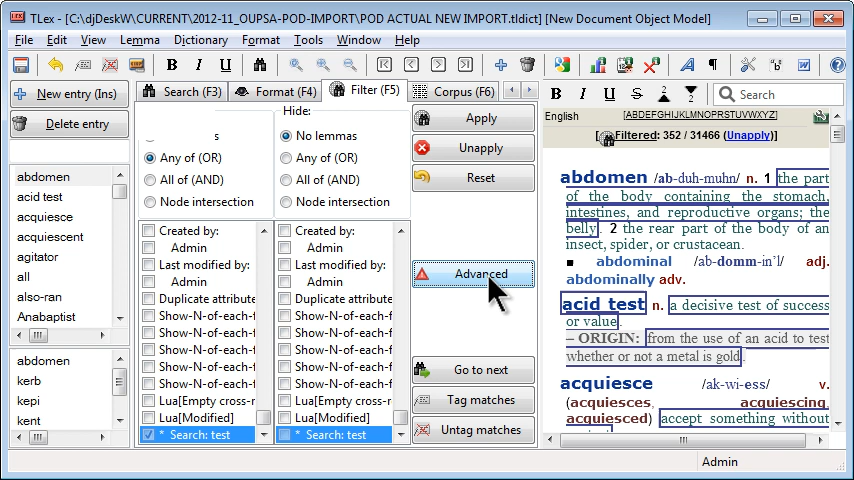 TLex - [C:\djDeskW\CURRENT\2012-11_OUPSA-POD-IMPORT\POD ACTUAL NEW IMPORT.tldict] [New Document Object Model]
File Edit View Lemma Dictionary Format Tools Window Help
New entry (Ins)
Delete entry
abdomen
acid test
acquiesce
acquiescent
agitator
all
also-ran
Anabaptist
abdomen
kerb
kepi
kent
Search (F3) Format (F4) Filter (F5) Corpus (F6)
s
Any of (OR)
All of (AND)
Node intersection
Hide:
No lemmas
Any of (OR)
All of (AND)
Node intersection
Created by:
Admin
Last modified by:
Admin
Duplicate attribute
Show-N-of-each-f
Show-N-of-each-f
Show-N-of-each-f
Show-N-of-each-f
Show-N-of-each-f
Lua[Empty cross-r
Lua[Modified]
* Search: test
Created by:
Admin
Last modified by:
Admin
Duplicate attribute
Show-N-of-each-f
Show-N-of-each-f
Show-N-of-each-f
Show-N-of-each-f
Show-N-of-each-f
Lua[Empty cross-r
Lua[Modified]
* Search: test
Apply
Unapply
Reset
Advanced
Go to next
Tag matches
Untag matches
B I U S 2 2 Search
English [ABCDEFGHIJKLMNOPRSTUVWXYZ]
[Filtered: 352 / 31466 (Unapply)]
abdomen /ab-duh-muhn/ n. 1 the part
of the body containing the stomach,
intestines, and reproductive organs; the
belly. 2 the rear part of the body of an
insect, spider, or crustacean.
■ abdominal /ab-domm-in'l/ adj.
abdominally adv.
acid test n. a decisive test of success
or value.
– ORIGIN: from the use of an acid to test
whether or not a metal is gold.
acquiesce /ak-wi-ess/ v.
(acquiesces, acquiescing,
acquiesced) accept something without
Admin